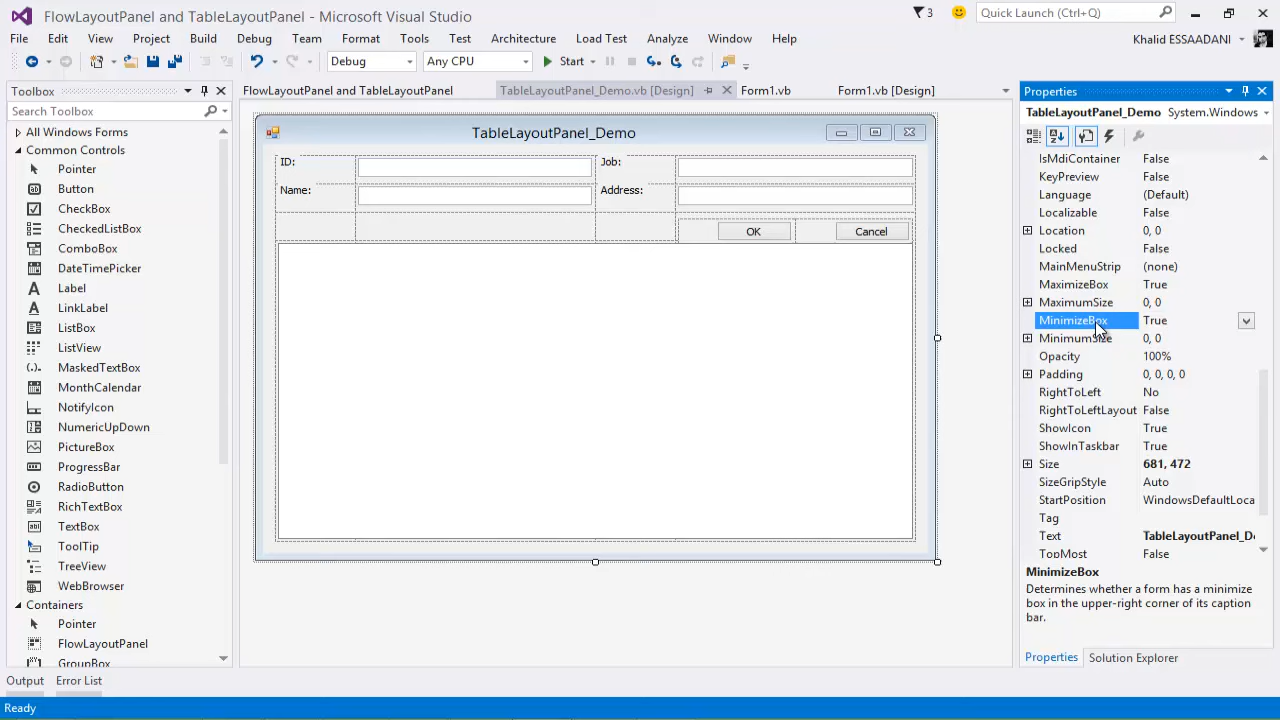 FlowLayoutPanel and TableLayoutPanel - Microsoft Visual Studio
3
Quick Launch (Ctrl+Q)
File Edit View Project Build Debug Team Format Tools Test Architecture Load Test Analyze Window Help
Khalid ESSAADANI
Debug
Any CPU
Start
Toolbox
Search Toolbox
All Windows Forms
Common Controls
Pointer
Button
CheckBox
CheckedListBox
ComboBox
DateTimePicker
Label
LinkLabel
ListBox
ListView
MaskedTextBox
MonthCalendar
NotifyIcon
NumericUpDown
PictureBox
ProgressBar
RadioButton
RichTextBox
TextBox
ToolTip
TreeView
WebBrowser
Containers
Pointer
FlowLayoutPanel
GroupBox
FlowLayoutPanel and TableLayoutPanel
TableLayoutPanel_Demo.vb [Design]
Form1.vb
Form1.vb [Design]
TableLayoutPanel_Demo
ID:
Job:
Name:
Address:
OK
Cancel
Properties
TableLayoutPanel_Demo System.Windows
IsMdiContainer False
KeyPreview False
Language (Default)
Localizable False
Location 0, 0
Locked False
MainMenuStrip (none)
MaximizeBox True
MaximumSize 0, 0
MinimizeBox True
MinimumSize 0, 0
Opacity 100%
Padding 0, 0, 0, 0
RightToLeft No
RightToLeftLayout False
ShowIcon True
ShowInTaskbar True
Size 681, 472
SizeGripStyle Auto
StartPosition WindowsDefaultLoca
Tag
Text TableLayoutPanel_De
TopMost False
MinimizeBox
Determines whether a form has a minimize
box in the upper-right corner of its caption
bar.
Properties
Solution Explorer
Output
Error List
Ready